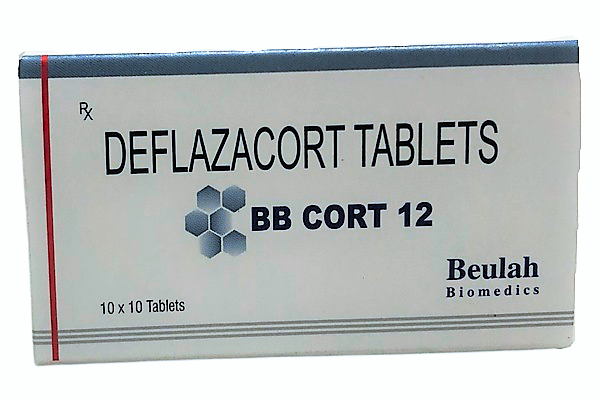 Rx
DEFLAZACORT TABLETS
BB CORT 12
Beulah
Biomedics
10 x 10 Tablets